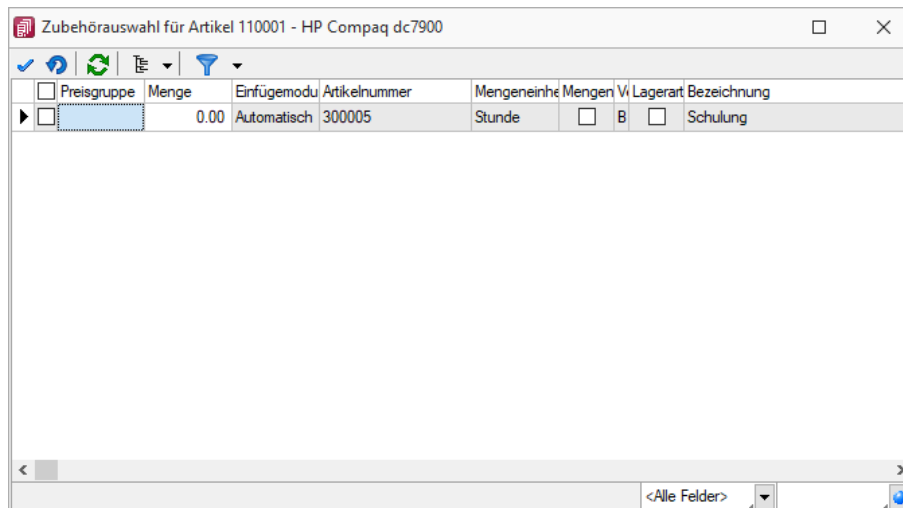 Zubehörauswahl für Artikel 110001 - HP Compaq dc7900
Preisgruppe Menge Einfügemodu Artikelnummer Mengeneinhe Mengen Ve Lagerart Bezeichnung
0.00 Automatisch 300005 Stunde B Schulung
<Alle Felder>